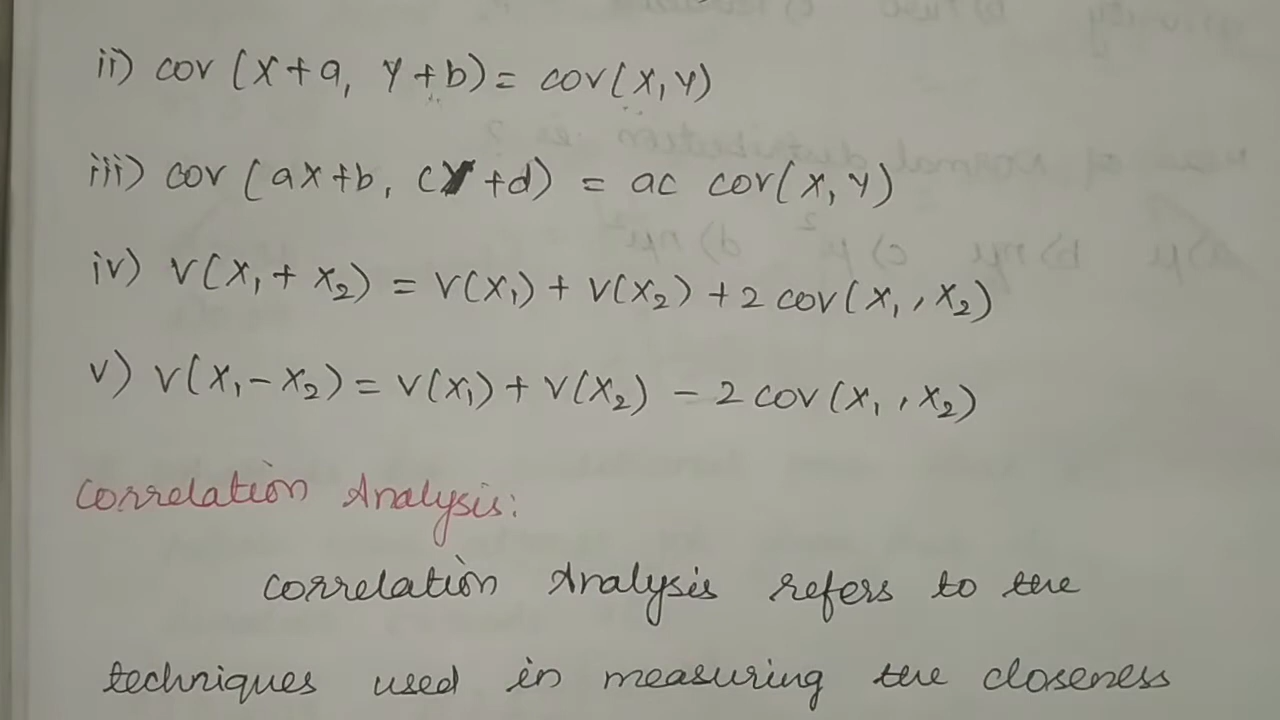 ii) cov (x+a, y+b) = cov(x,y)
iii) cov (ax+b, cy+d) = ac cov(x,y)
iv) v(x₁+x₂) = v(x₁)+v(x₂)+2 cov(x₁,x₂)
v) v(x₁-x₂) = v(x₁)+v(x₂) - 2 cov(x₁,x₂)
Correlation Analysis:
Correlation Analysis refers to the
techniques used in measuring the closeness